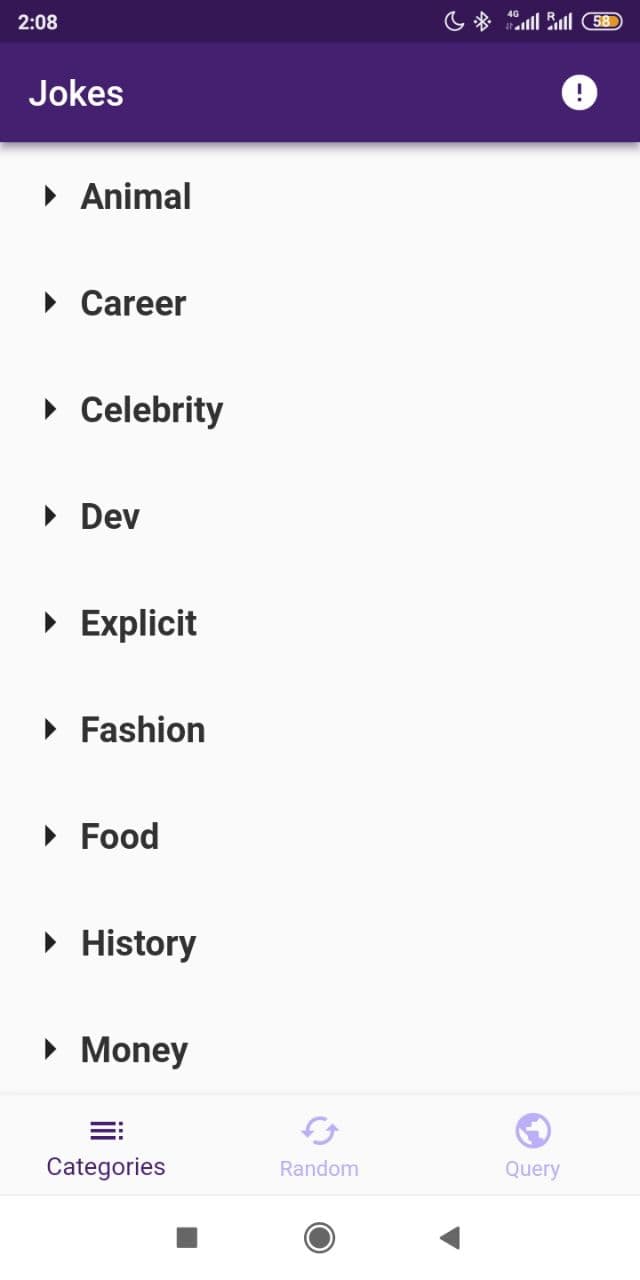 2:08
4G R 58
Jokes
Animal
Career
Celebrity
Dev
Explicit
Fashion
Food
History
Money
Categories
Random
Query